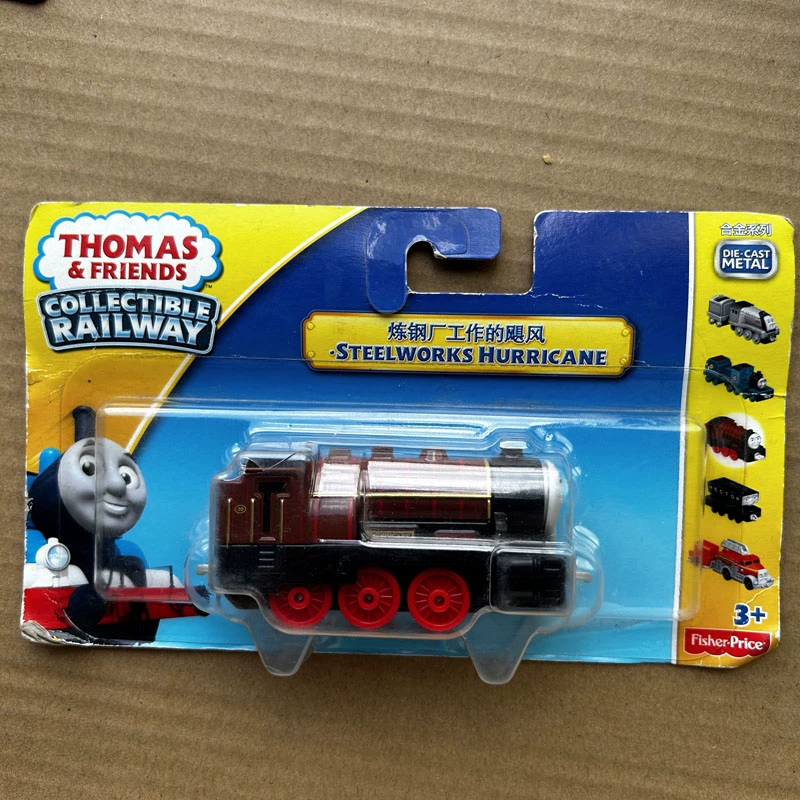 THOMAS
& FRIENDS™
COLLECTIBLE
RAILWAY
炼钢厂工作的飓风
·STEELWORKS HURRICANE
合金系列
DIE-CAST
METAL
3+
Fisher-Price